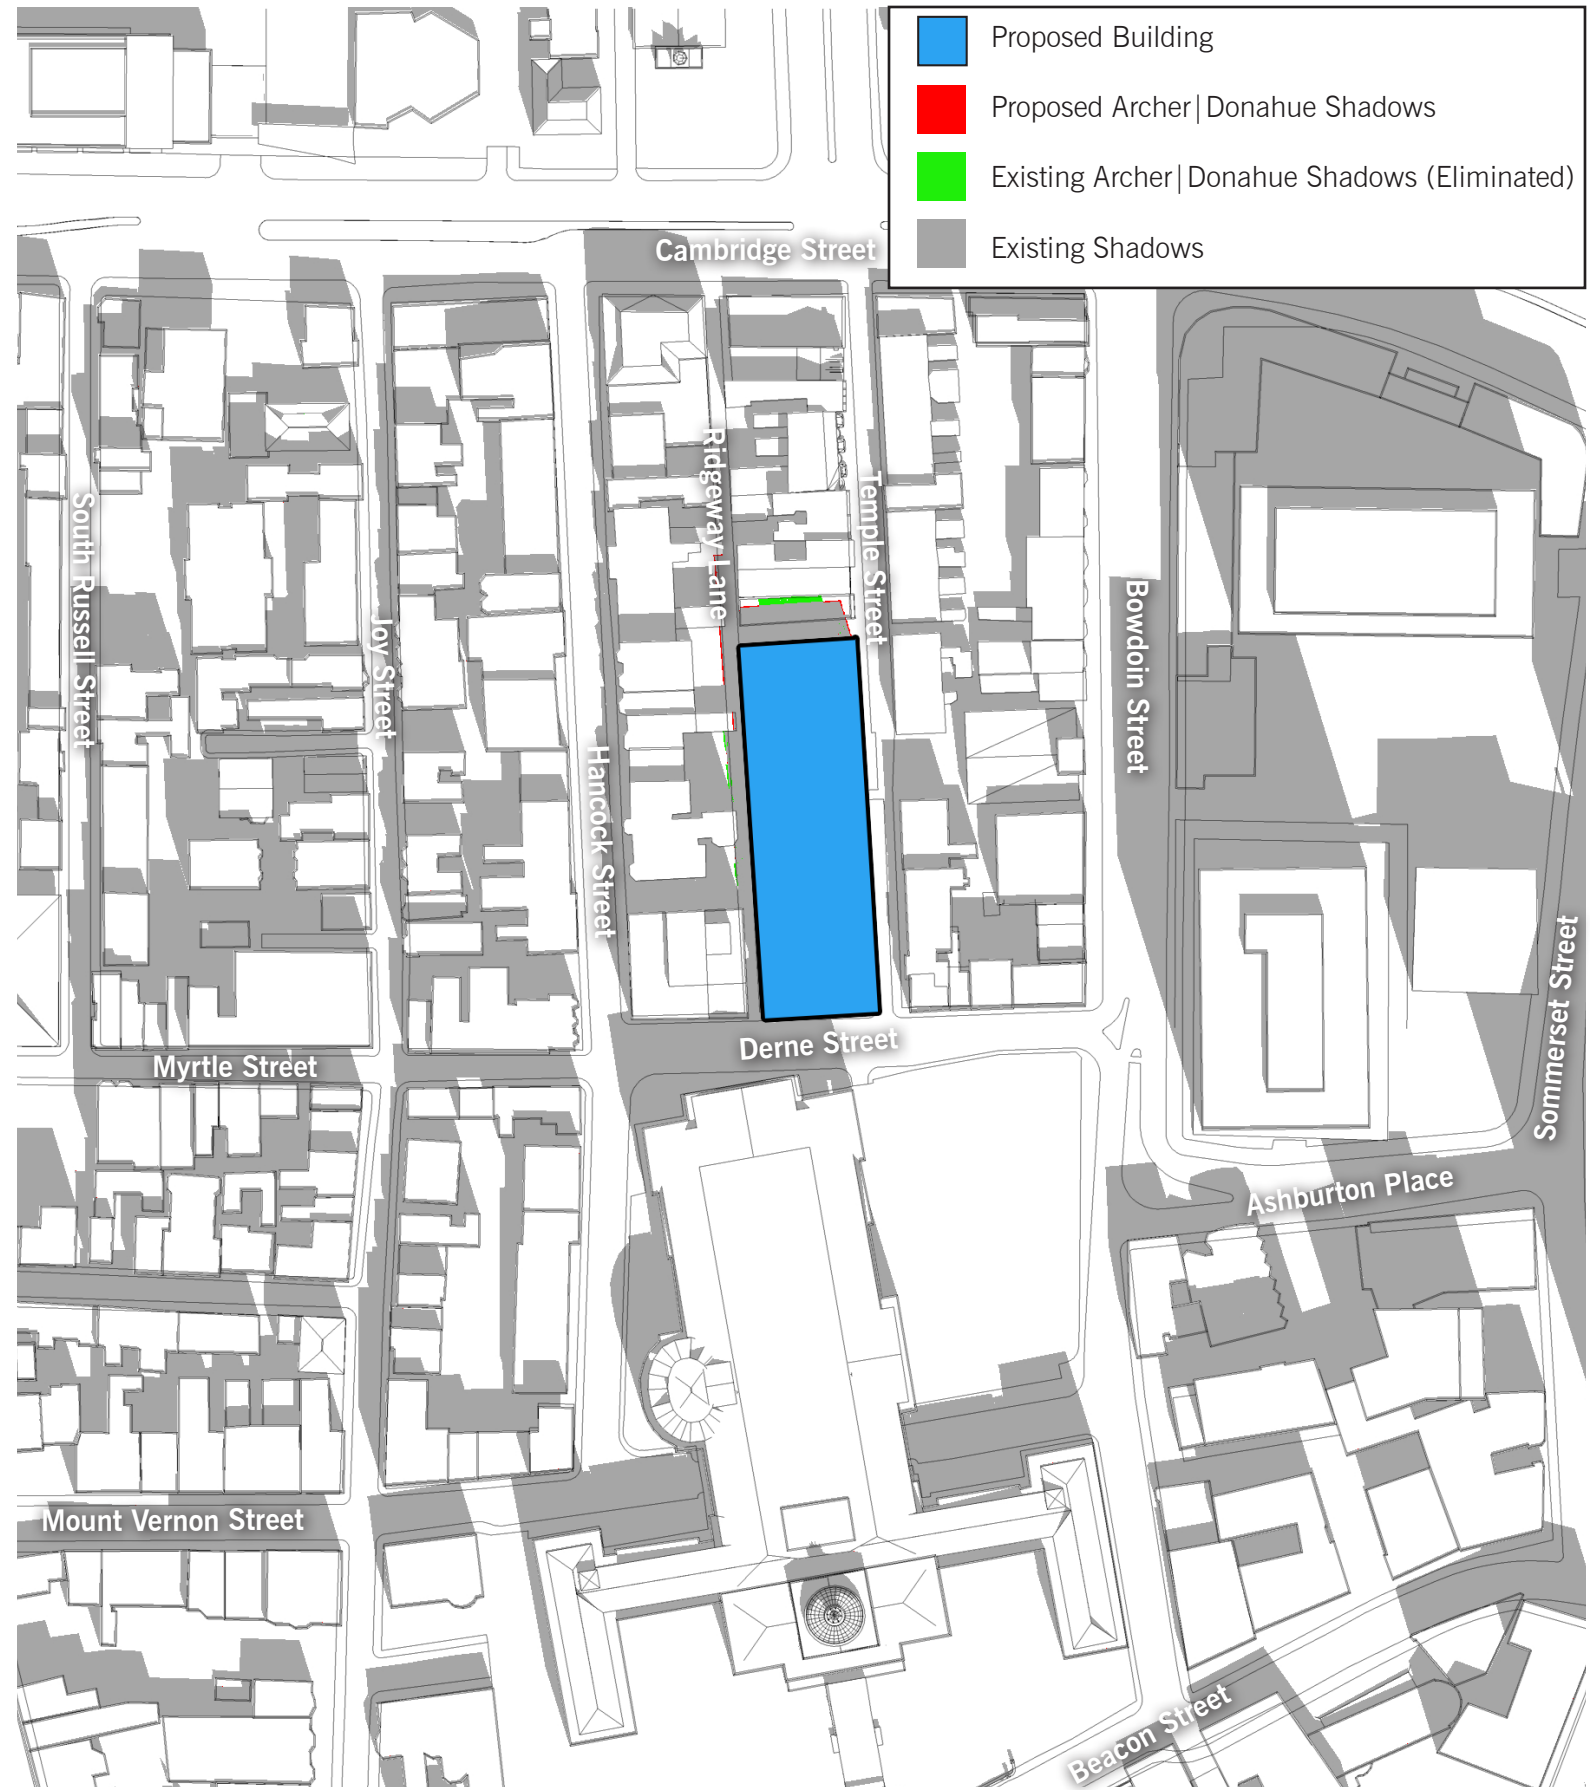 Proposed Building
Proposed Archer|Donahue Shadows
Existing Archer|Donahue Shadows (Eliminated)
Existing Shadows
Cambridge Street
Ridgeway Lane
Temple Street
South Russell Street
Joy Street
Hancock Street
Bowdoin Street
Sommerset Street
Derne Street
Myrtle Street
Ashburton Place
Mount Vernon Street
Beacon Street